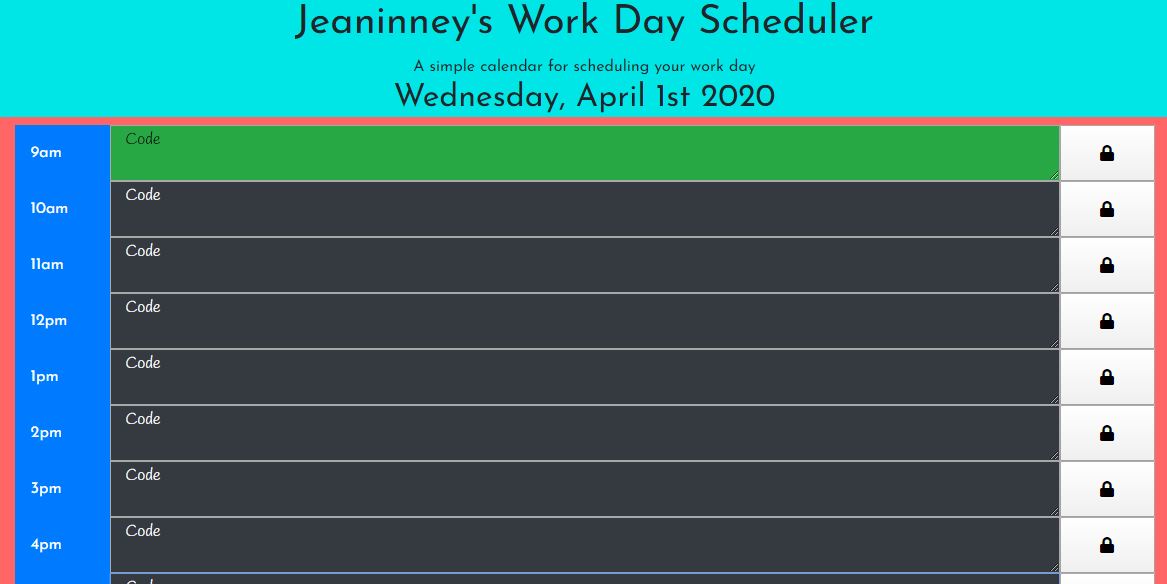 Jeaninney's Work Day Scheduler
A simple calendar for scheduling your work day
Wednesday, April 1st 2020
9am Code
10am Code
11am Code
12pm Code
1pm Code
2pm Code
3pm Code
4pm Code